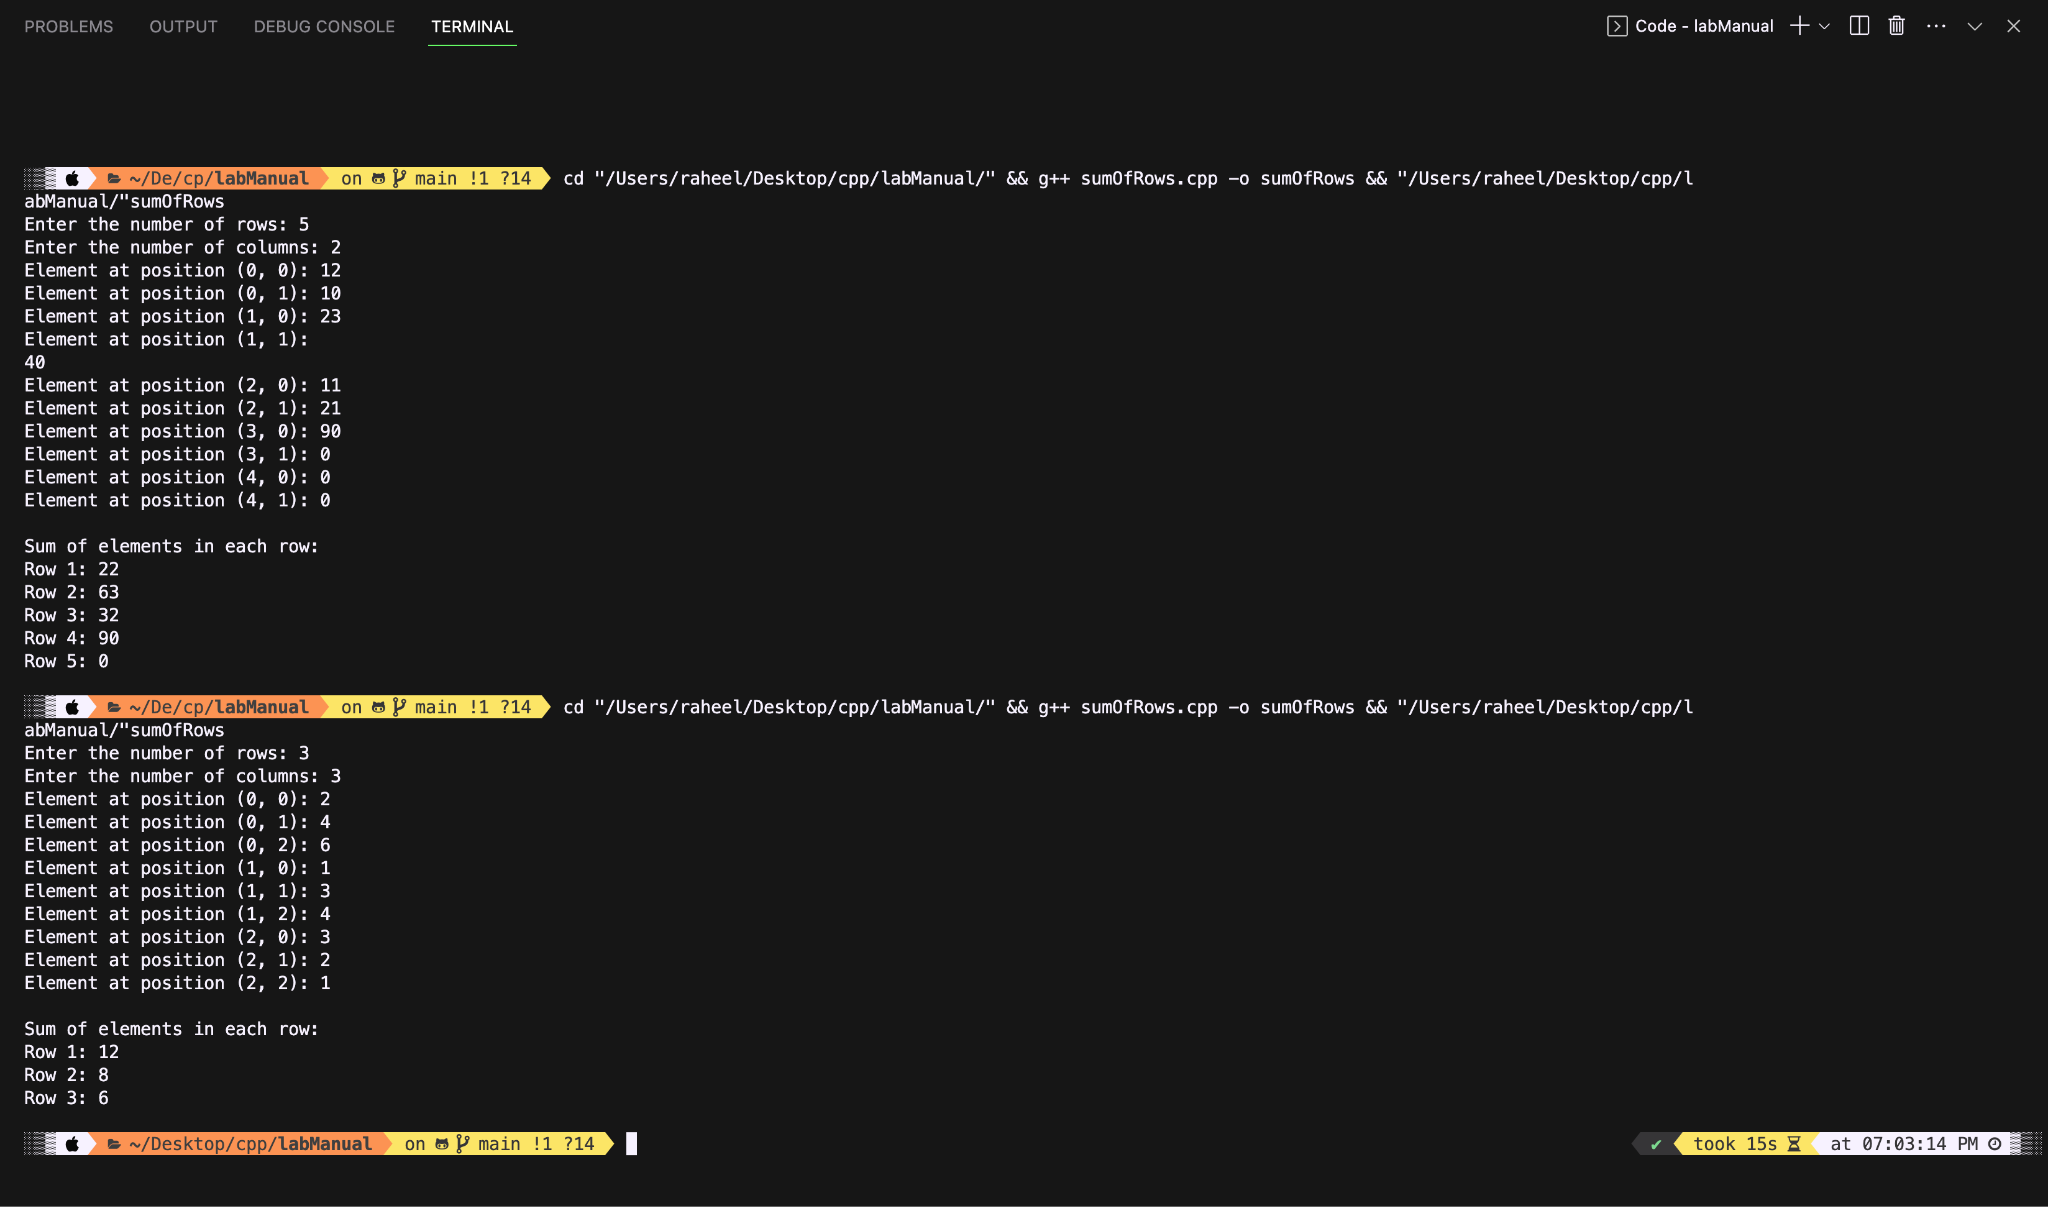 PROBLEMS OUTPUT DEBUG CONSOLE TERMINAL Code - labManual
~/De/cp/labManual on main !1 ?14 cd "/Users/raheel/Desktop/cpp/labManual/" && g++ sumOfRows.cpp -o sumOfRows && "/Users/raheel/Desktop/cpp/l
abManual/"sumOfRows
Enter the number of rows: 5
Enter the number of columns: 2
Element at position (0, 0): 12
Element at position (0, 1): 10
Element at position (1, 0): 23
Element at position (1, 1):
40
Element at position (2, 0): 11
Element at position (2, 1): 21
Element at position (3, 0): 90
Element at position (3, 1): 0
Element at position (4, 0): 0
Element at position (4, 1): 0
Sum of elements in each row:
Row 1: 22
Row 2: 63
Row 3: 32
Row 4: 90
Row 5: 0
~/De/cp/labManual on main !1 ?14 cd "/Users/raheel/Desktop/cpp/labManual/" && g++ sumOfRows.cpp -o sumOfRows && "/Users/raheel/Desktop/cpp/l
abManual/"sumOfRows
Enter the number of rows: 3
Enter the number of columns: 3
Element at position (0, 0): 2
Element at position (0, 1): 4
Element at position (0, 2): 6
Element at position (1, 0): 1
Element at position (1, 1): 3
Element at position (1, 2): 4
Element at position (2, 0): 3
Element at position (2, 1): 2
Element at position (2, 2): 1
Sum of elements in each row:
Row 1: 12
Row 2: 8
Row 3: 6
~/Desktop/cpp/labManual on main !1 ?14 ✔ took 15s at 07:03:14 PM